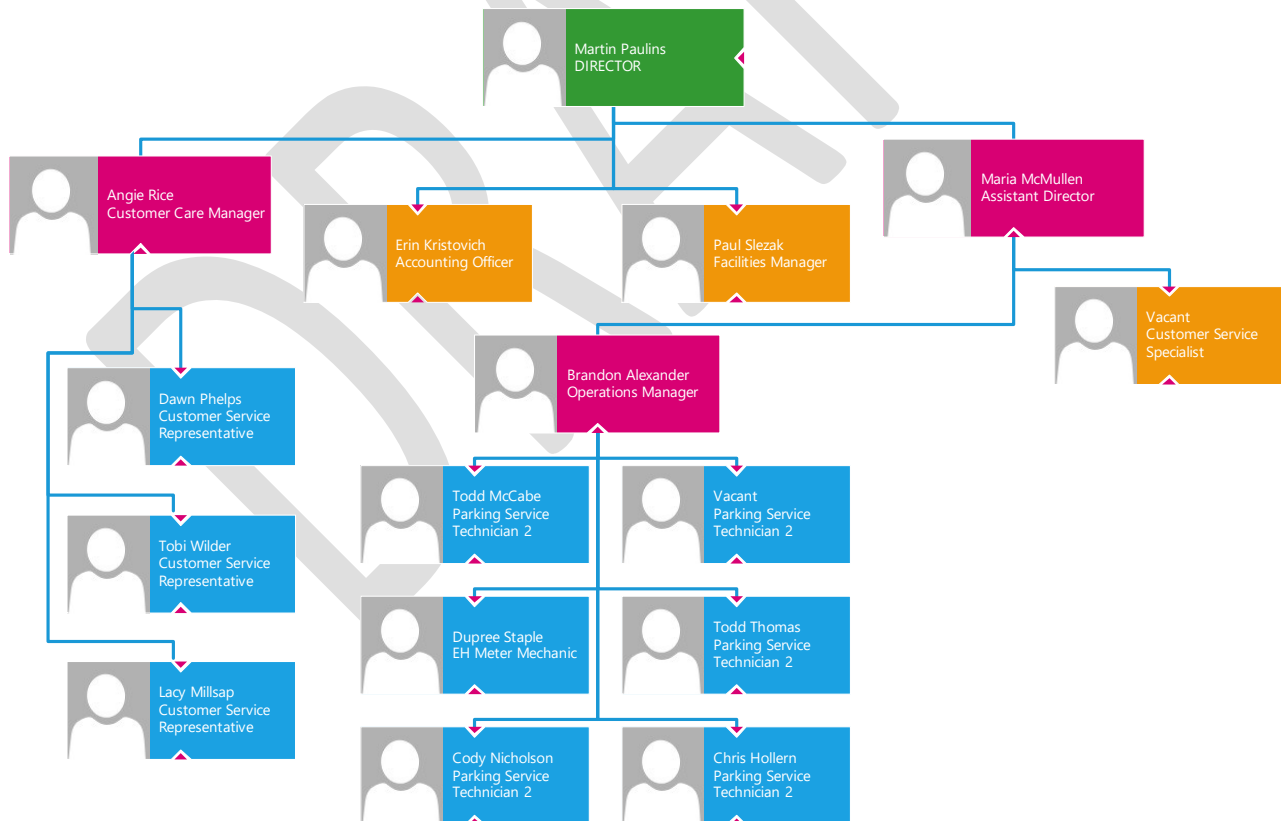 Martin Paulins
DIRECTOR
Angie Rice
Customer Care Manager
Maria McMullen
Assistant Director
Erin Kristovich
Accounting Officer
Paul Slezak
Facilities Manager
Vacant
Customer Service
Specialist
Brandon Alexander
Operations Manager
Dawn Phelps
Customer Service
Representative
Todd McCabe
Parking Service
Technician 2
Vacant
Parking Service
Technician 2
Tobi Wilder
Customer Service
Representative
Dupree Staple
EH Meter Mechanic
Todd Thomas
Parking Service
Technician 2
Lacy Millsap
Customer Service
Representative
Cody Nicholson
Parking Service
Technician 2
Chris Hollern
Parking Service
Technician 2